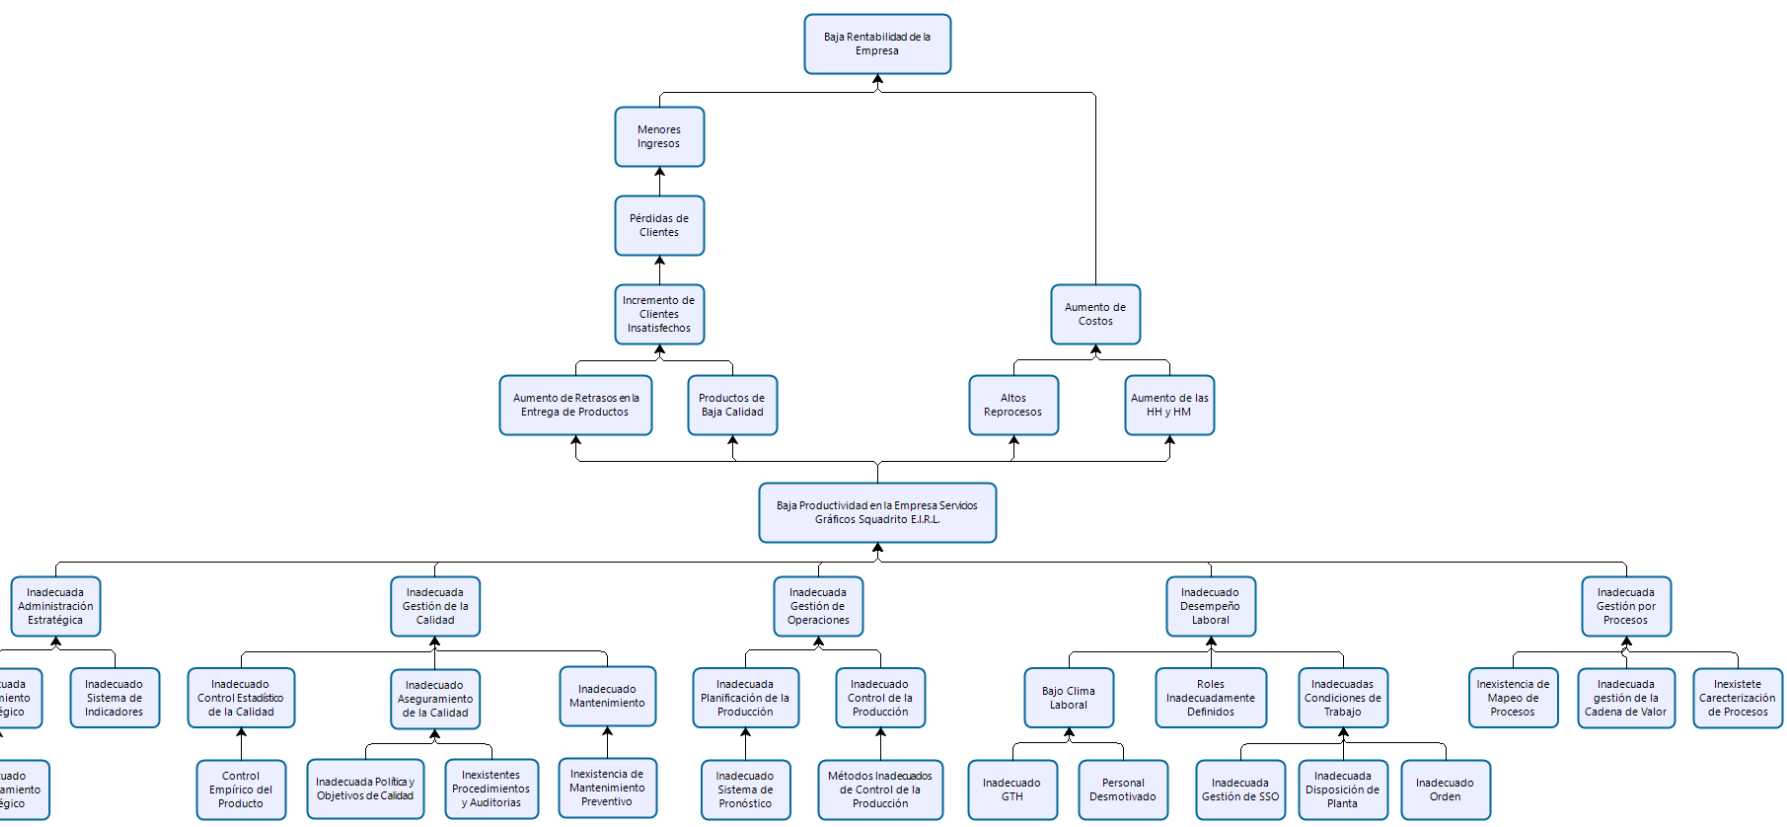 Baja Rentabilidad de la
Empresa
Menores
Ingresos
Pérdidas de
Clientes
Incremento de
Clientes
Insatisfechos
Aumento de
Costos
Aumento de Retrasos en la
Entrega de Productos
Productos de
Baja Calidad
Altos
Reprocesos
Aumento de las
HH y HM
Baja Productividad en la Empresa Servicios
Gráficos Squadrito E.I.R.L.
Inadecuada
Administración
Estratégica
Inadecuada
Gestión de la
Calidad
Inadecuada
Gestión de
Operaciones
Inadecuado
Desempeño
Laboral
Inadecuada
Gestión por
Procesos
Inadecuado
Sistema de
Indicadores
Inadecuado
Control Estadístico
de la Calidad
Inadecuado
Aseguramiento
de la Calidad
Inadecuado
Mantenimiento
Inadecuada
Planificación de la
Producción
Inadecuado
Control de la
Producción
Bajo Clima
Laboral
Roles
Inadecuadamente
Definidos
Inadecuadas
Condiciones de
Trabajo
Inexistencia de
Mapeo de
Procesos
Inadecuada
gestión de la
Cadena de Valor
Inexistete
Carecterización
de Procesos
Control
Empírico del
Producto
Inadecuada Política y
Objetivos de Calidad
Inexistentes
Procedimientos
y Auditorias
Inexistencia de
Mantenimiento
Preventivo
Inadecuado
Sistema de
Pronóstico
Métodos Inadecuados
de Control de la
Producción
Inadecuado
GTH
Personal
Desmotivado
Inadecuada
Gestión de SSO
Inadecuada
Disposición de
Planta
Inadecuado
Orden